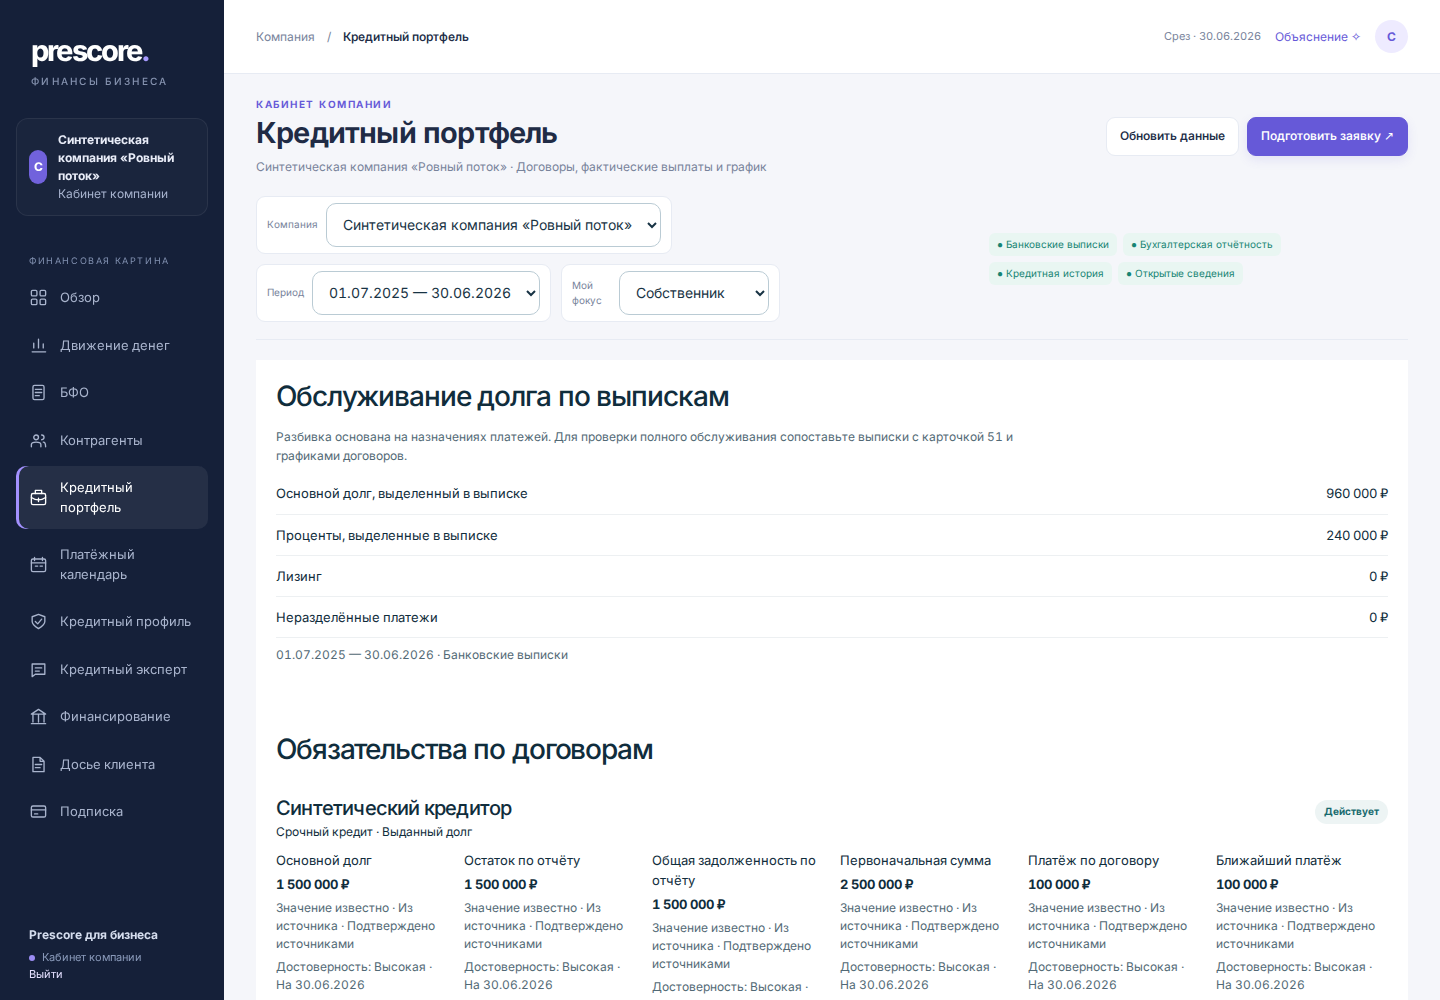 prescore.
ФИНАНСЫ БИЗНЕСА
С
Синтетическая
компания «Ровный
поток»
Кабинет компании
ФИНАНСОВАЯ КАРТИНА
Обзор
Движение денег
БФО
Контрагенты
Кредитный
портфель
Платёжный
календарь
Кредитный профиль
Кредитный эксперт
Финансирование
Досье клиента
Подписка
Prescore для бизнеса
Кабинет компании
Выйти
Компания / Кредитный портфель
Срез · 30.06.2026 Объяснение ✧ С
КАБИНЕТ КОМПАНИИ
Кредитный портфель
Синтетическая компания «Ровный поток» · Договоры, фактические выплаты и график
Обновить данные
Подготовить заявку ↗
Компания Синтетическая компания «Ровный поток»
Период 01.07.2025 — 30.06.2026
Мой
фокус
Собственник
● Банковские выписки ● Бухгалтерская отчётность
● Кредитная история ● Открытые сведения
Обслуживание долга по выпискам
Разбивка основана на назначениях платежей. Для проверки полного обслуживания сопоставьте выписки с карточкой 51 и
графиками договоров.
Основной долг, выделенный в выписке 960 000 ₽
Проценты, выделенные в выписке 240 000 ₽
Лизинг 0 ₽
Неразделённые платежи 0 ₽
01.07.2025 — 30.06.2026 · Банковские выписки
Обязательства по договорам
Синтетический кредитор
Действует
Срочный кредит · Выданный долг
Основной долг
1 500 000 ₽
Значение известно · Из
источника · Подтверждено
источниками
Достоверность: Высокая ·
На 30.06.2026
Остаток по отчёту
1 500 000 ₽
Значение известно · Из
источника · Подтверждено
источниками
Достоверность: Высокая ·
На 30.06.2026
Общая задолженность по
отчёту
1 500 000 ₽
Значение известно · Из
источника · Подтверждено
источниками
Достоверность: Высокая ·
Первоначальная сумма
2 500 000 ₽
Значение известно · Из
источника · Подтверждено
источниками
Достоверность: Высокая ·
На 30.06.2026
Платёж по договору
100 000 ₽
Значение известно · Из
источника · Подтверждено
источниками
Достоверность: Высокая ·
На 30.06.2026
Ближайший платёж
100 000 ₽
Значение известно · Из
источника · Подтверждено
источниками
Достоверность: Высокая ·
На 30.06.2026